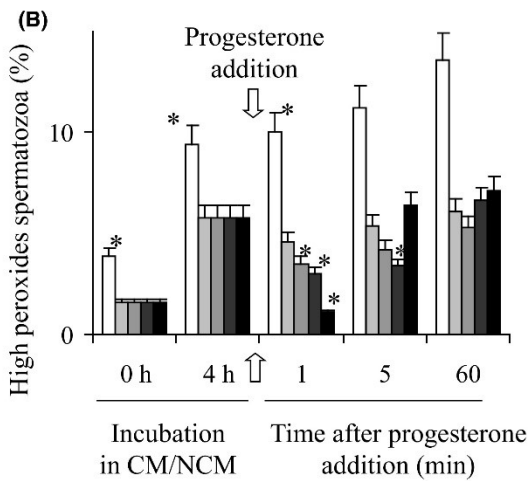 (B)
High peroxides spermatozoa (%)
Progesterone
addition
*
*
*
*
*
*
*
10
0
0 h
4 h
1
5
60
Incubation
in CM/NCM
Time after progesterone
addition (min)